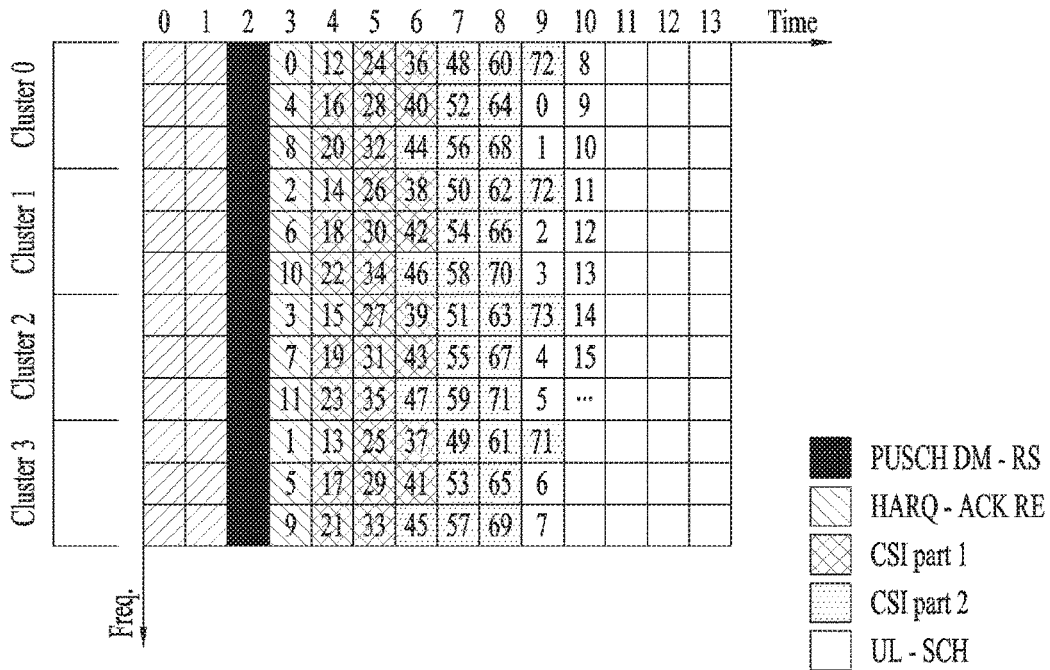 0 1 2 3 4 5 6 7 8 9 10 11 12 13 Time
Cluster 0
0 12 24 36 48 60 72 8
4 16 28 40 52 64 0 9
8 20 32 44 56 68 1 10
Cluster 1
2 14 26 38 50 62 72 11
6 18 30 42 54 66 2 12
10 22 34 46 58 70 3 13
Cluster 2
3 15 27 39 51 63 73 14
7 19 31 43 55 67 4 15
11 23 35 47 59 71 5 ...
Cluster 3
1 13 25 37 49 61 71
5 17 29 41 53 65 6
9 21 33 45 57 69 7
Freq.
PUSCH DM - RS
HARQ - ACK RE
CSI part 1
CSI part 2
UL - SCH